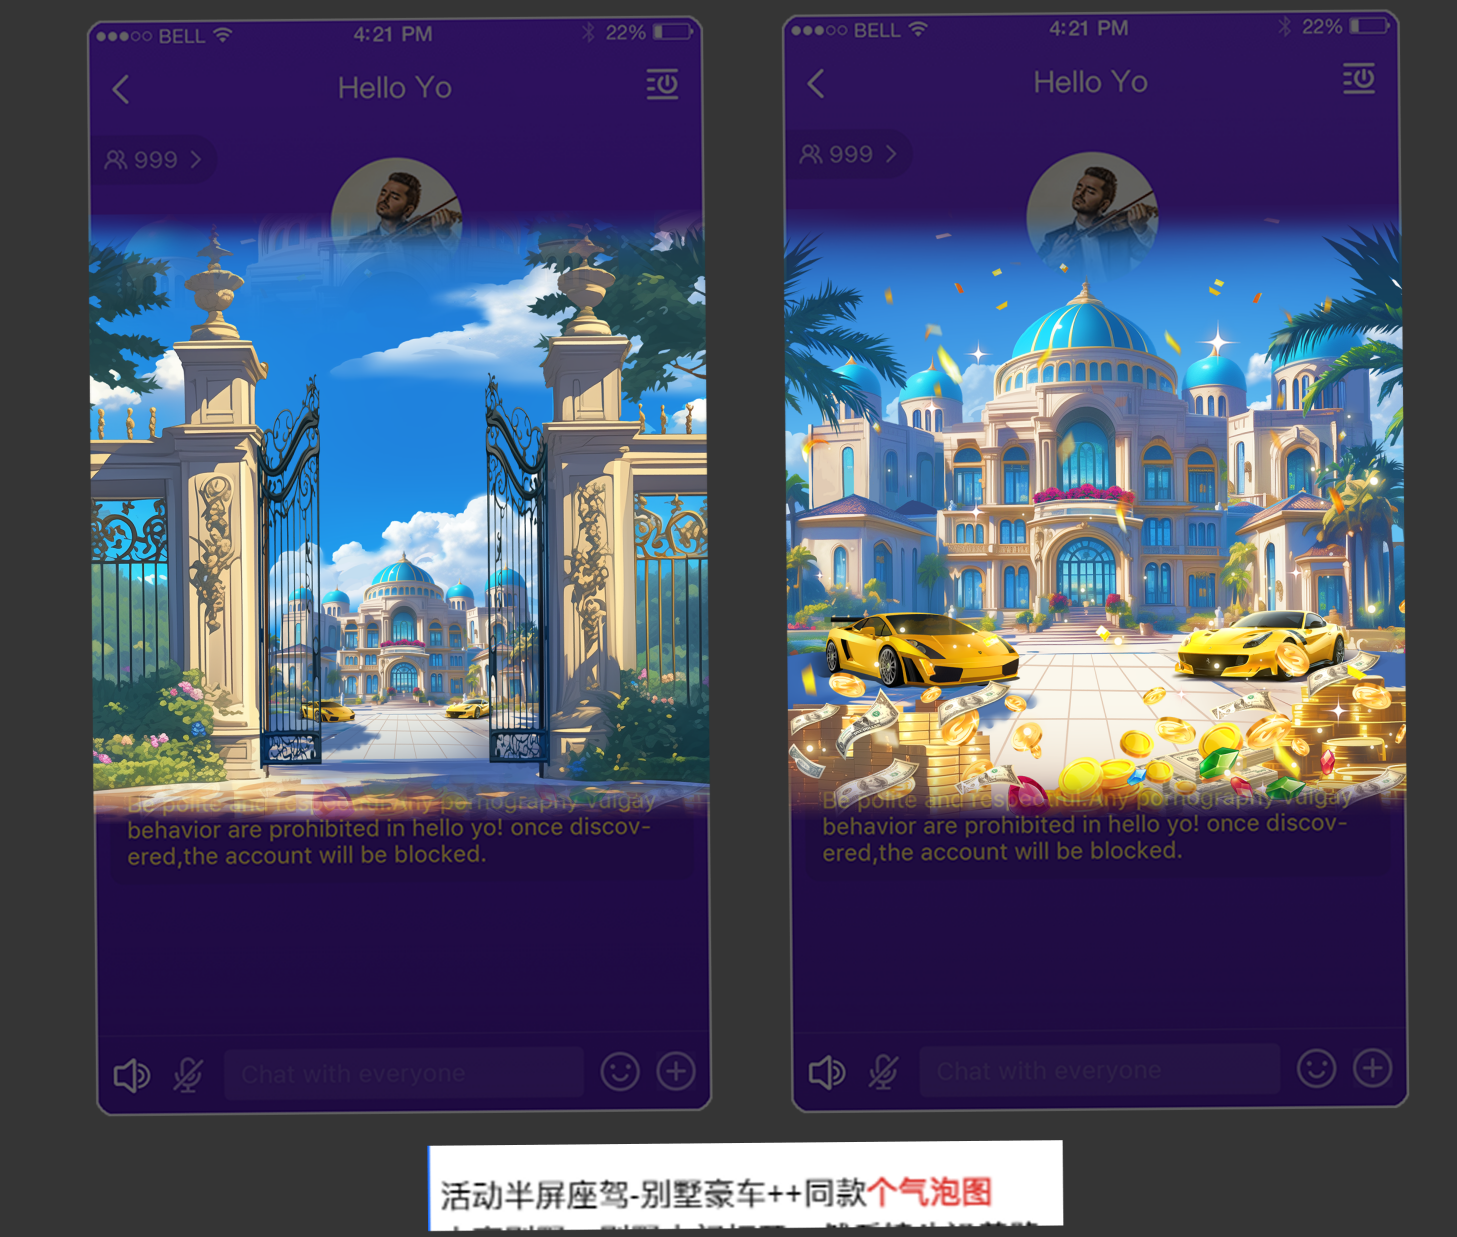 BELL 4:21 PM 22%
Hello Yo
999
Be polite and respectful.Any pornography vulgay
behavior are prohibited in hello yo! once discov-
ered,the account will be blocked.
Chat with everyone
BELL 4:21 PM 22%
Hello Yo
999
Be polite and respectful.Any pornography vulgay
behavior are prohibited in hello yo! once discov-
ered,the account will be blocked.
Chat with everyone
活动半屏座驾-别墅豪车++同款个气泡图